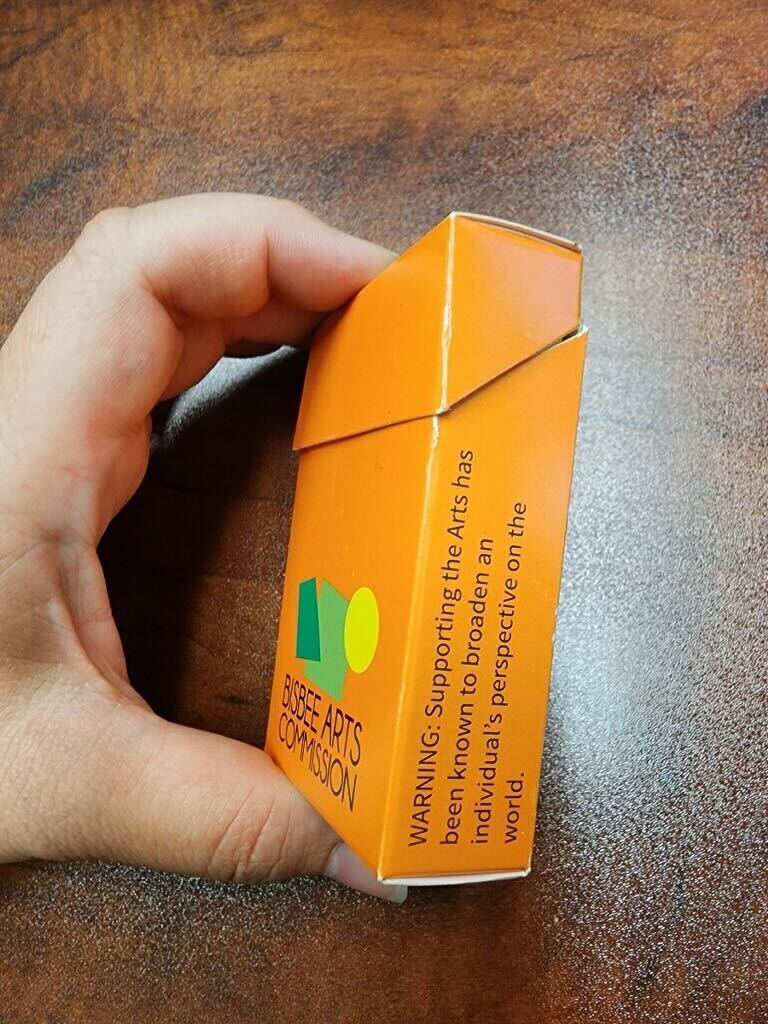 BISBEE ARTS
COMMISSION
WARNING: Supporting the Arts has
been known to broaden an
individual's perspective on the
world.